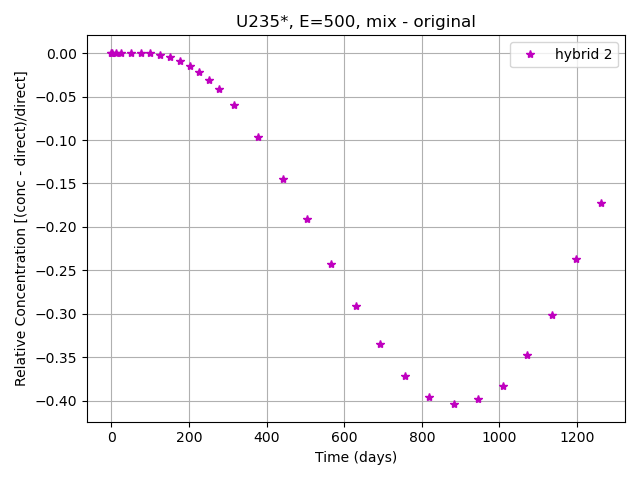 U235*, E=500, mix - original
hybrid 2
0.00
−0.05
−0.10
−0.15
−0.20
−0.25
−0.30
−0.35
−0.40
Relative Concentration [(conc - direct)/direct]
0 200 400 600 800 1000 1200
Time (days)